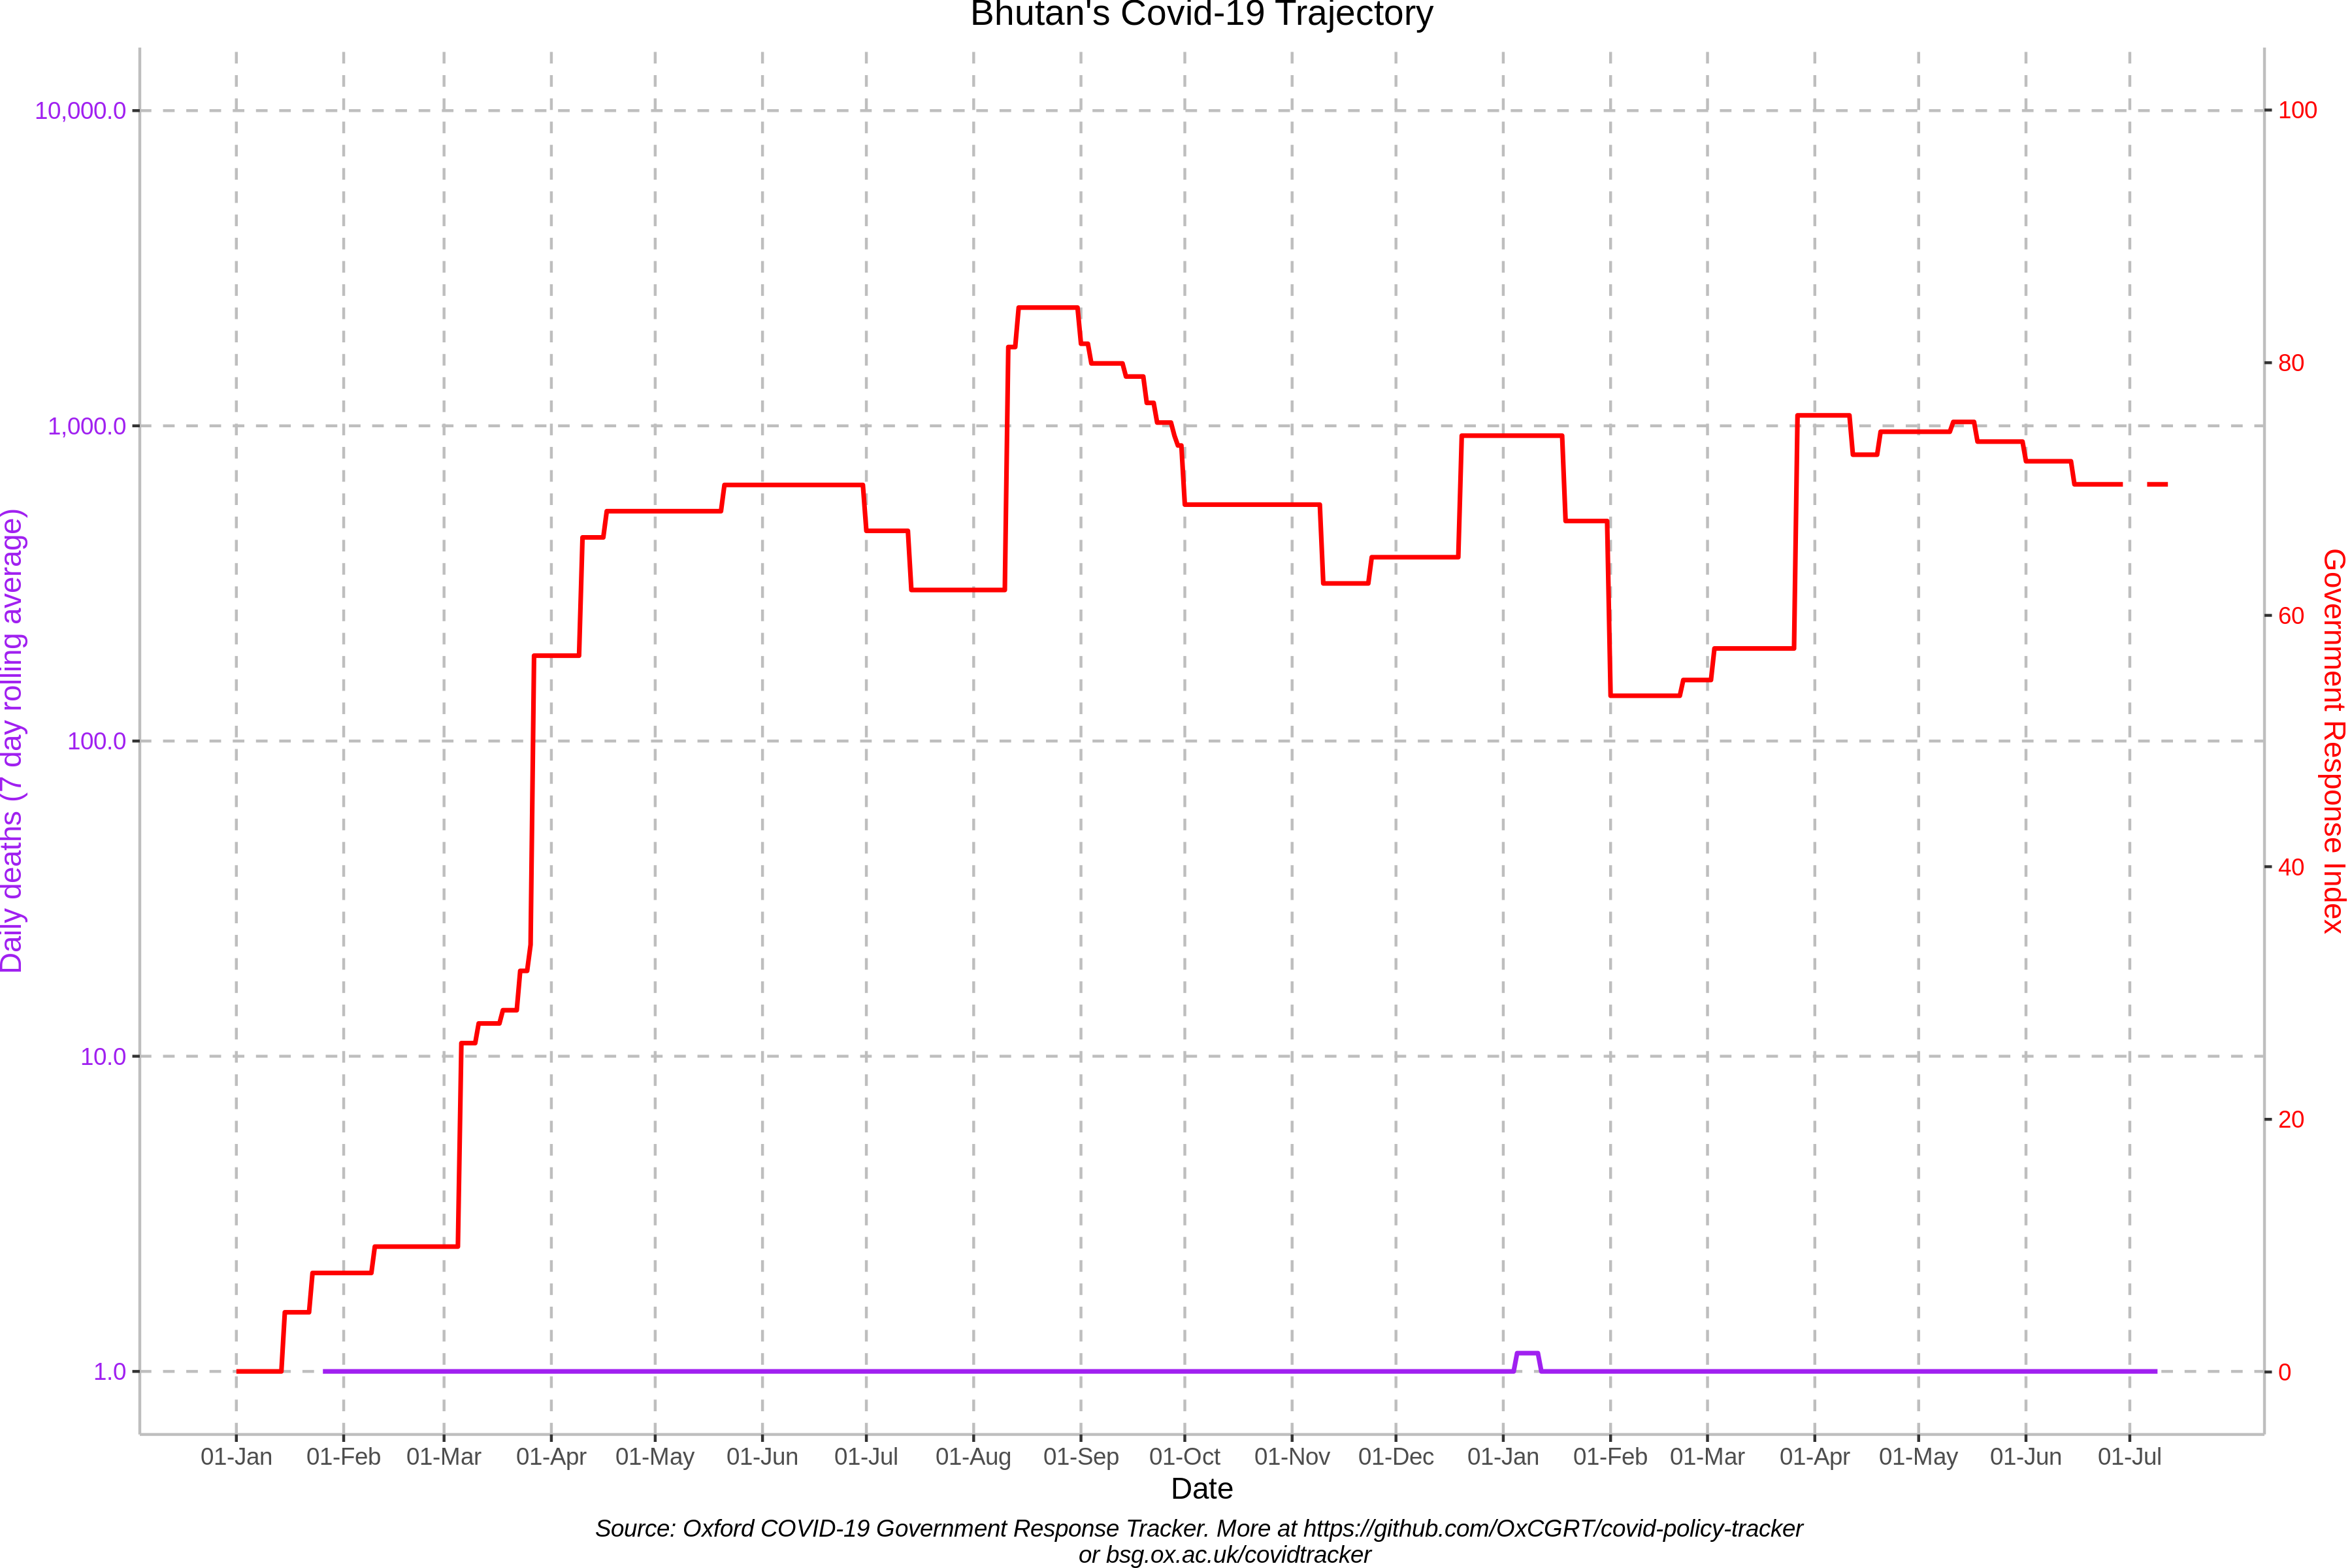 Bhutan's Covid-19 Trajectory
Daily deaths (7 day rolling average)
10,000.0
1,000.0
100.0
10.0
1.0
100
80
60
40
20
0
Government Response Index
01-Jan 01-Feb 01-Mar 01-Apr 01-May 01-Jun 01-Jul 01-Aug 01-Sep 01-Oct 01-Nov 01-Dec 01-Jan 01-Feb 01-Mar 01-Apr 01-May 01-Jun 01-Jul
Date
Source: Oxford COVID-19 Government Response Tracker. More at https://github.com/OxCGRT/covid-policy-tracker
or bsg.ox.ac.uk/covidtracker